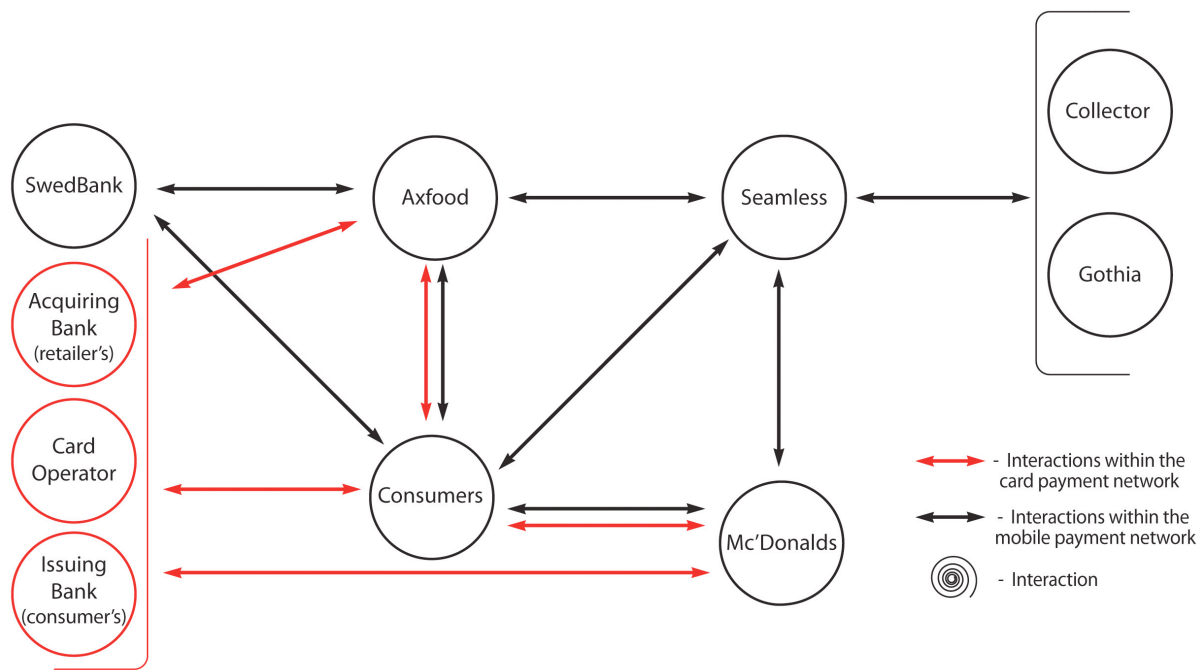 SwedBank
Acquiring
Bank
(retailer's)
Card
Operator
Issuing
Bank
(consumer's)
Axfood
Consumers
Seamless
Mc'Donalds
Collector
Gothia
- Interactions within the
card payment network
- Interactions within the
mobile payment network
- Interaction